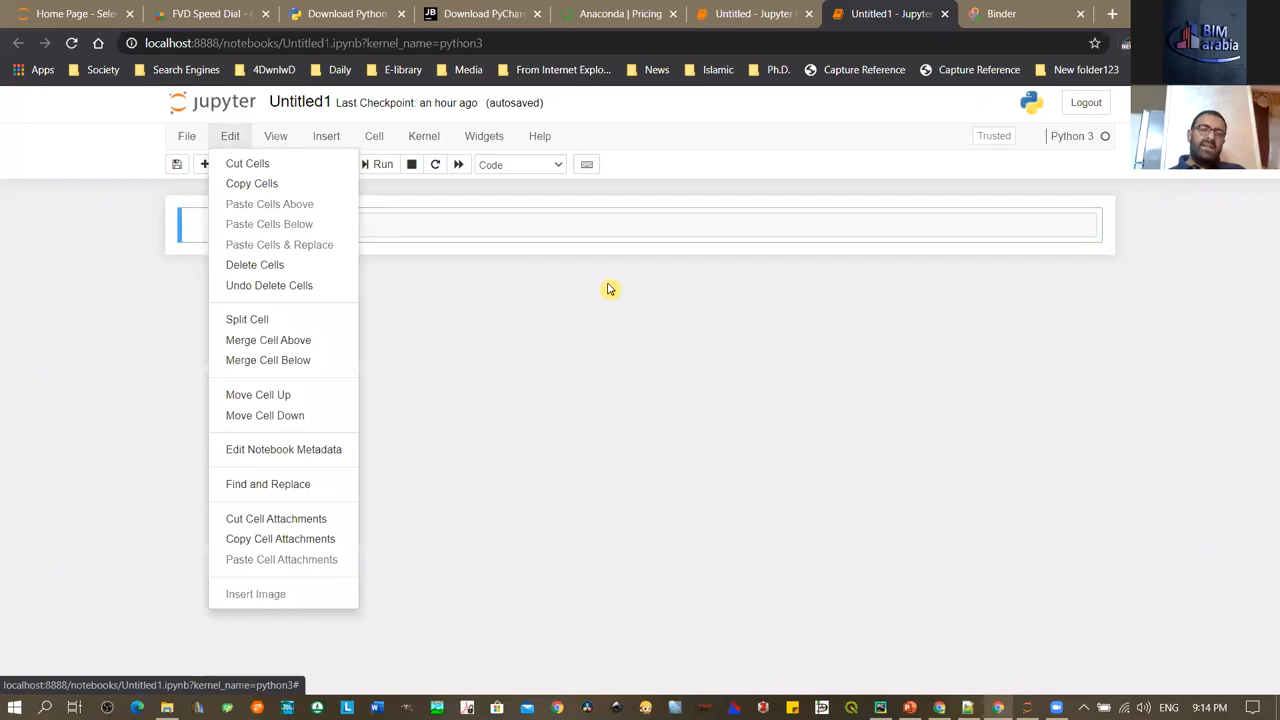 Home Page - Selec
FVD Speed Dial - I
Download Python
Download PyChar
Anaconda | Pricing
Untitled - Jupyter
Untitled1 - Jupyter
Binder
localhost:8888/notebooks/Untitled1.ipynb?kernel_name=python3
Apps
Society
Search Engines
4DwnlwD
Daily
E-library
Media
From Internet Explo...
News
Islamic
Ph.D.
Capture Reference
Capture Reference
New folder123
BIM
arabia
jupyter Untitled1 Last Checkpoint: an hour ago (autosaved)
Logout
File Edit View Insert Cell Kernel Widgets Help
Trusted
Python 3
Run
Code
Cut Cells
Copy Cells
Paste Cells Above
Paste Cells Below
Paste Cells & Replace
Delete Cells
Undo Delete Cells
Split Cell
Merge Cell Above
Merge Cell Below
Move Cell Up
Move Cell Down
Edit Notebook Metadata
Find and Replace
Cut Cell Attachments
Copy Cell Attachments
Paste Cell Attachments
Insert Image
localhost:8888/notebooks/Untitled1.ipynb?kernel_name=python3#
ENG
9:14 PM